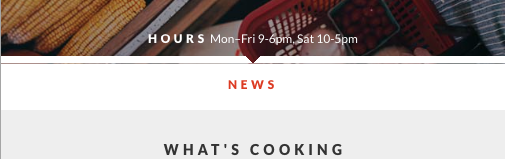 HOURS Mon–Fri 9-6pm, Sat 10-5pm
NEWS
WHAT'S COOKING